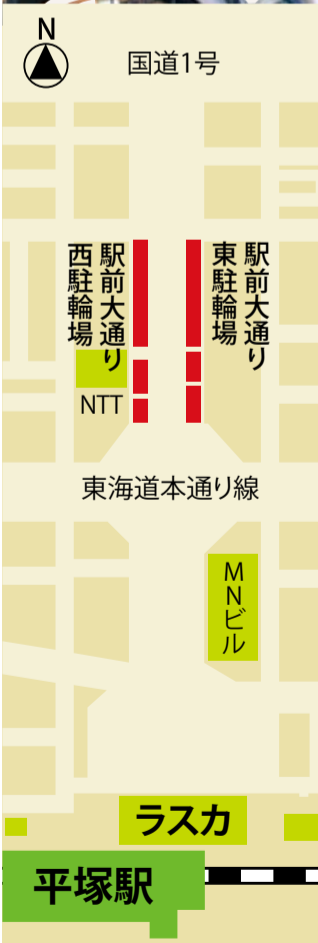 N
国道1号
駅前大通り
西駐輪場
駅前大通り
東駐輪場
NTT
東海道本通り線
MNビル
ラスカ
平塚駅